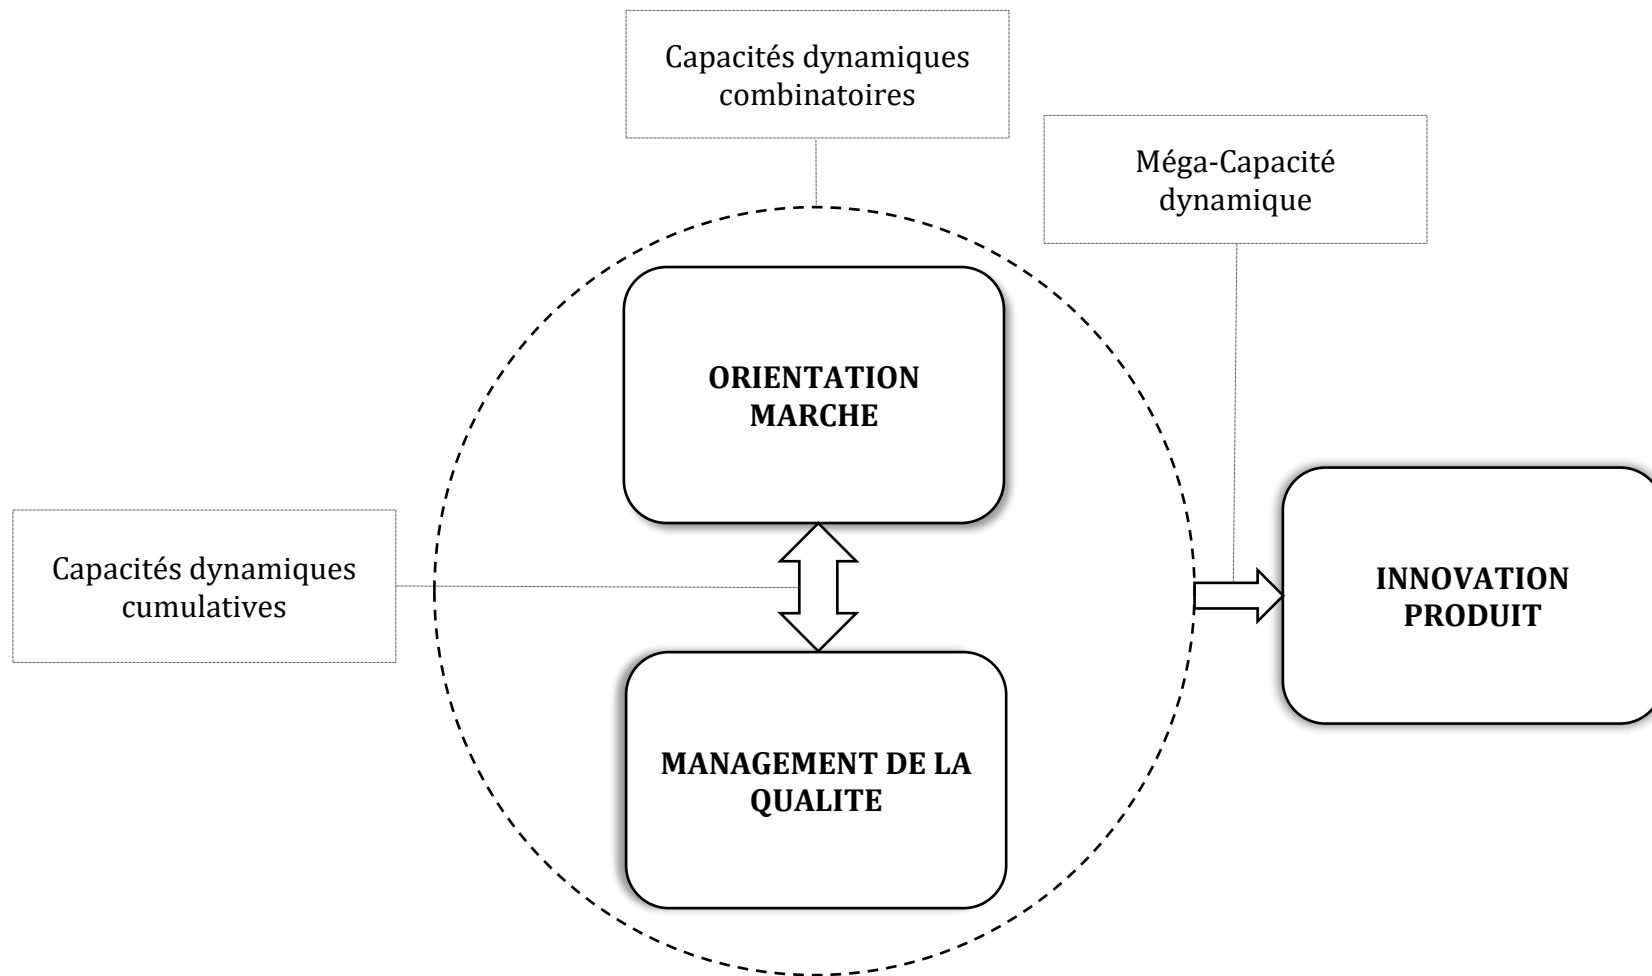 Capacités dynamiques
combinatoires
Méga-Capacité
dynamique
ORIENTATION
MARCHE
Capacités dynamiques
cumulatives
INNOVATION
PRODUIT
MANAGEMENT DE LA
QUALITE